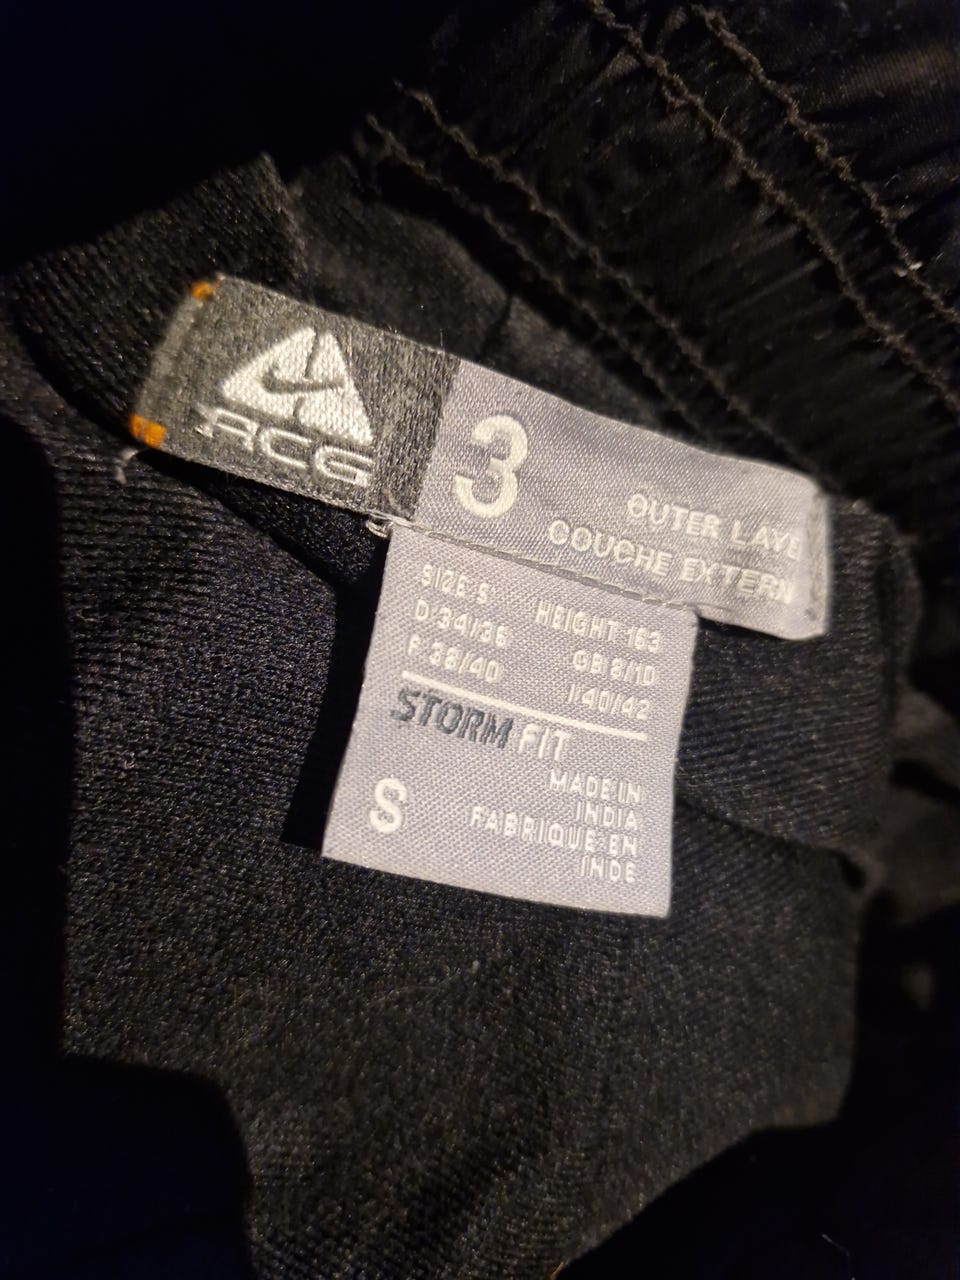 ACG
3
OUTER LAYE
COUCHE EXTERN
SIZE S HEIGHT 163
D:34/36 GB 8/10
F 38/40 I:40/42
STORM FIT
S
MADE IN
INDIA
FABRIQUE EN
INDE